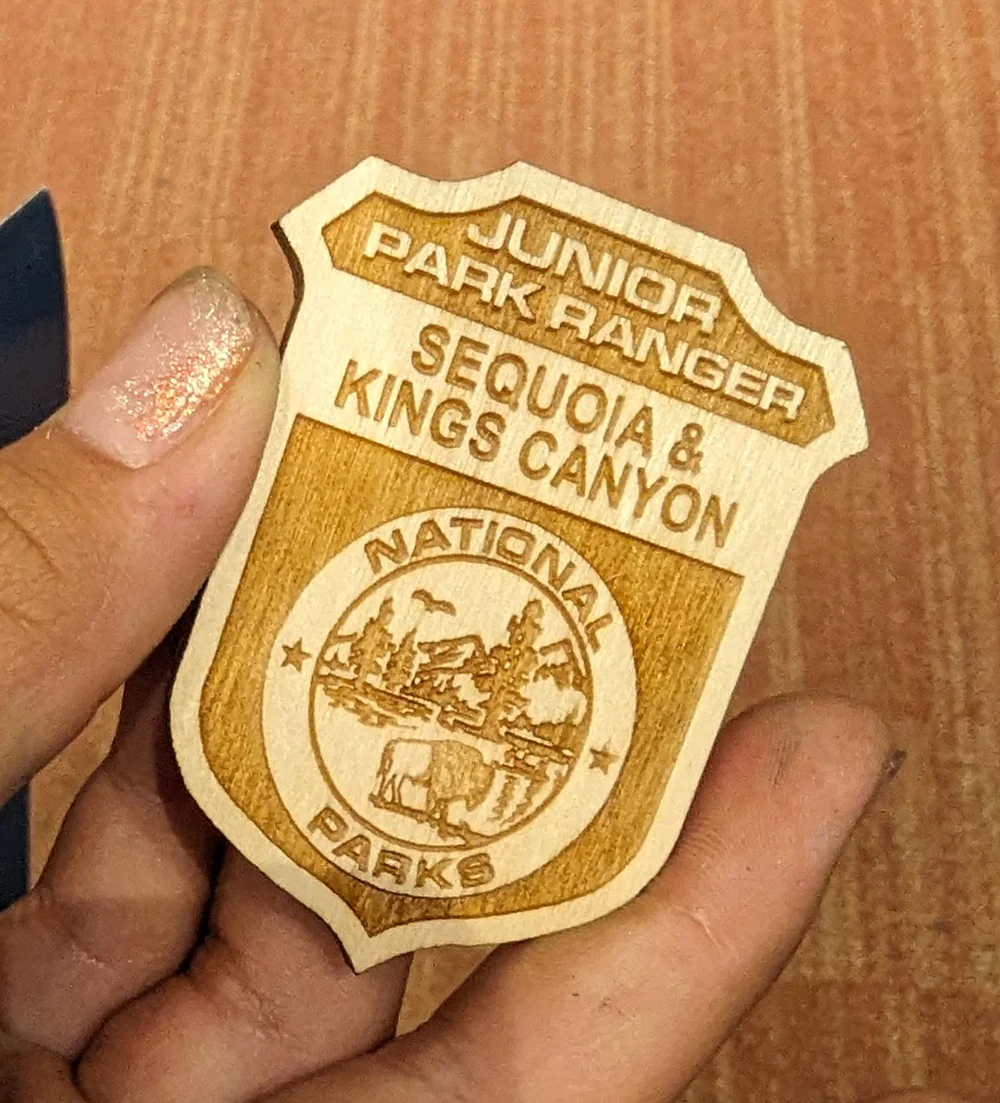 JUNIOR
PARK RANGER
SEQUOIA &
KINGS CANYON
NATIONAL
PARKS